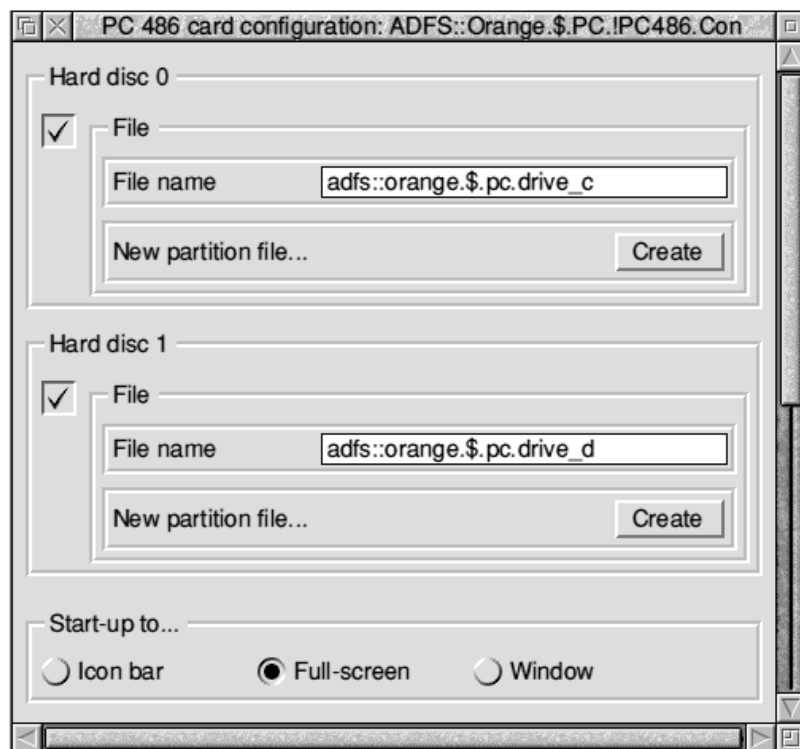 PC 486 card configuration: ADFS::Orange.$.PC.!PC486.Con
Hard disc 0
File
File name adfs::orange.$.pc.drive_c
New partition file... Create
Hard disc 1
File
File name adfs::orange.$.pc.drive_d
New partition file... Create
Start-up to...
Icon bar Full-screen Window